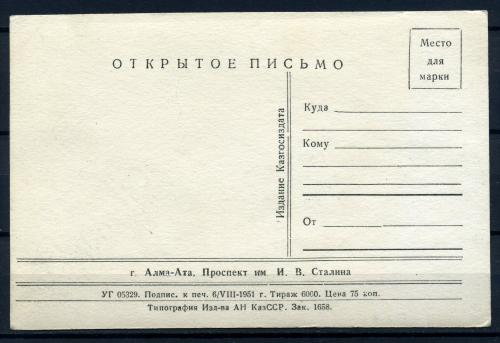 ОТКРЫТОЕ ПИСЬМО
Место
для
марки
Издание Казгосиздата
Куда
Кому
От
г. Алма-Ата, Проспект им. И. В. Сталина
УГ 05329. Подпис. к печ. 6/VIII-1951 г. Тираж 6000. Цена 75 коп.
Типография Изд-ва АН КазССР. Зак. 1658.